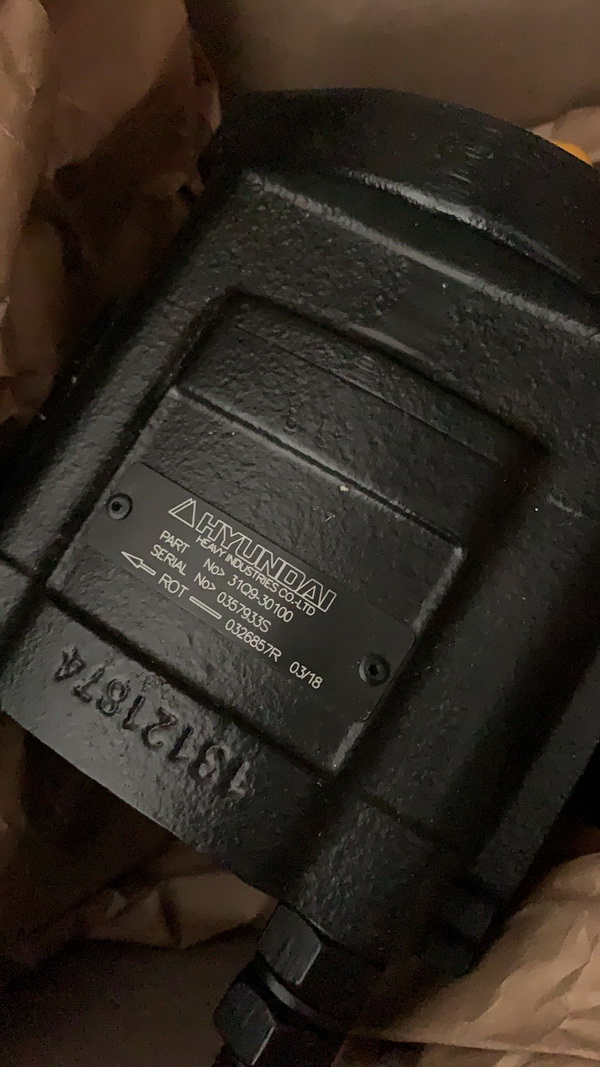 HYUNDAI
HEAVY INDUSTRIES CO-LTD
PART No> 31Q9-30100
SERIAL No> 0357933S
ROT 0326857R 03/18
13121874